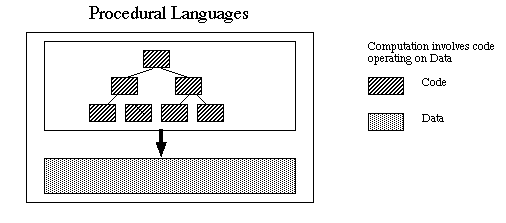 Procedural Languages
Computation involves code
operating on Data
Code
Data